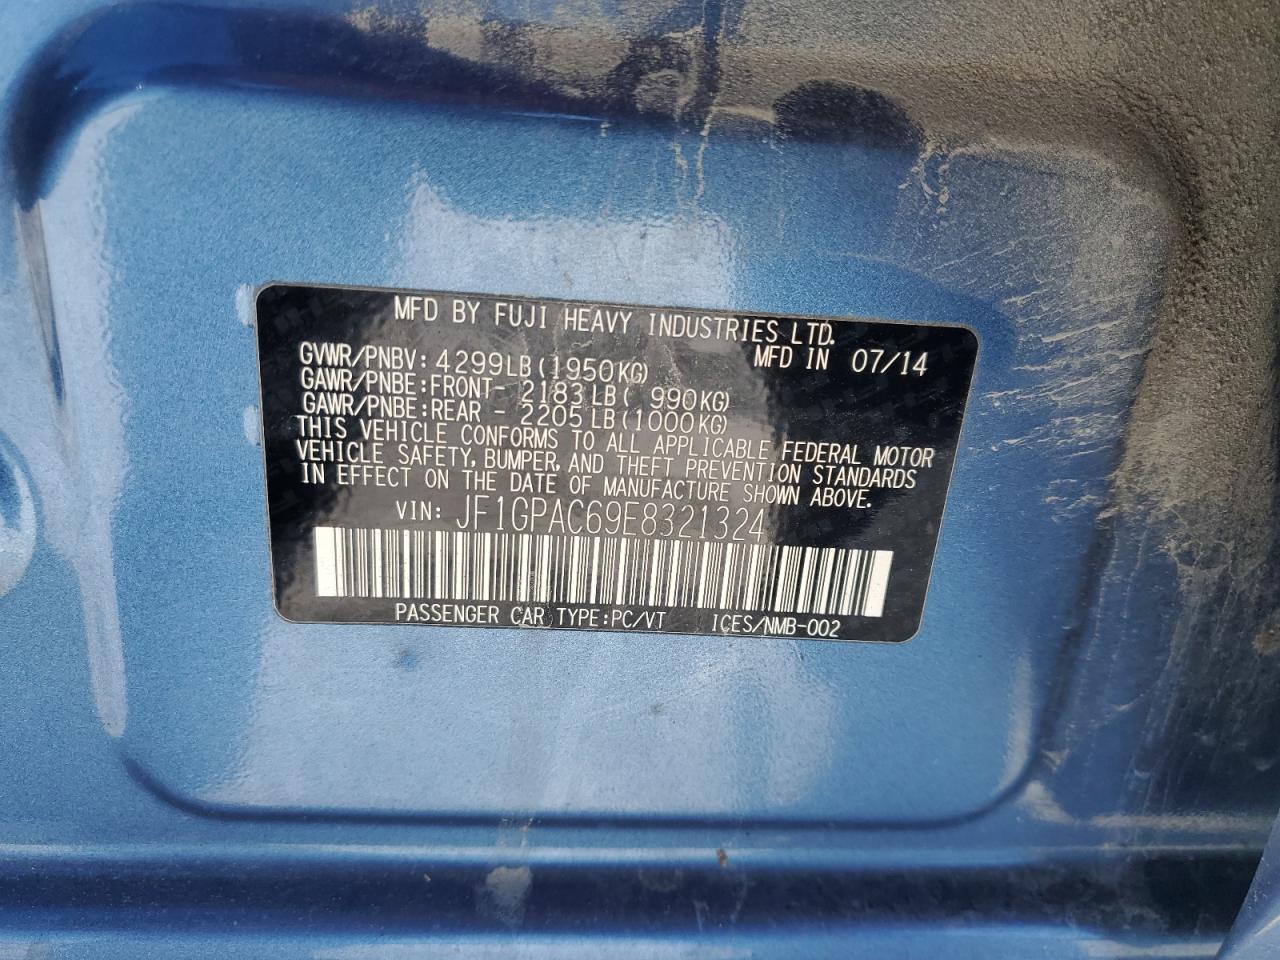 MFD BY FUJI HEAVY INDUSTRIES LTD.
GVWR/PNBV: 4299LB (1950KG) MFD IN 07/14
GAWR/PNBE:FRONT- 2183LB( 990KG)
GAWR/PNBE:REAR - 2205LB(1000KG)
THIS VEHICLE CONFORMS TO ALL APPLICABLE FEDERAL MOTOR
VEHICLE SAFETY, BUMPER, AND THEFT PREVENTION STANDARDS
IN EFFECT ON THE DATE OF MANUFACTURE SHOWN ABOVE.
VIN: JF1GPAC69E8321324
PASSENGER CAR TYPE:PC/VT ICES/NMB-002